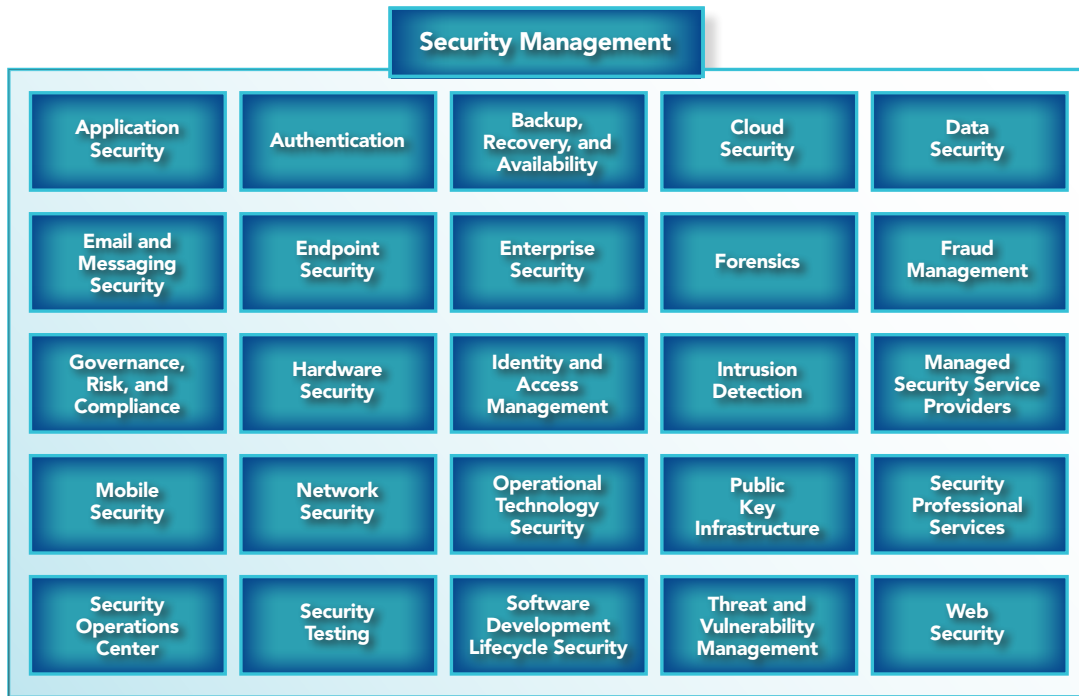 Security Management
Application
Security
Authentication
Backup,
Recovery, and
Availability
Cloud
Security
Data
Security
Email and
Messaging
Security
Endpoint
Security
Enterprise
Security
Forensics
Fraud
Management
Governance,
Risk, and
Compliance
Hardware
Security
Identity and
Access
Management
Intrusion
Detection
Managed
Security Service
Providers
Mobile
Security
Network
Security
Operational
Technology
Security
Public
Key
Infrastructure
Security
Professional
Services
Security
Operations
Center
Security
Testing
Software
Development
Lifecycle Security
Threat and
Vulnerability
Management
Web
Security